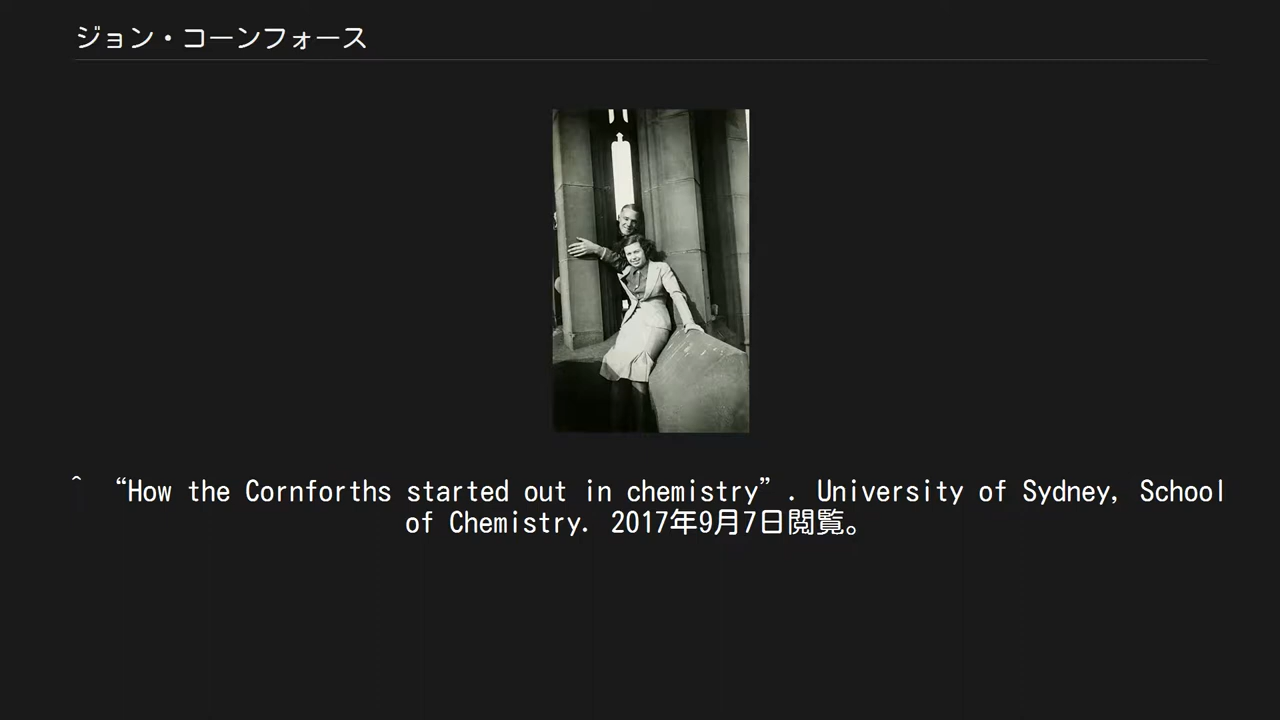 ジョン・コーンフォース
^ “How the Cornforths started out in chemistry”. University of Sydney, School
of Chemistry. 2017年9月7日閲覧。